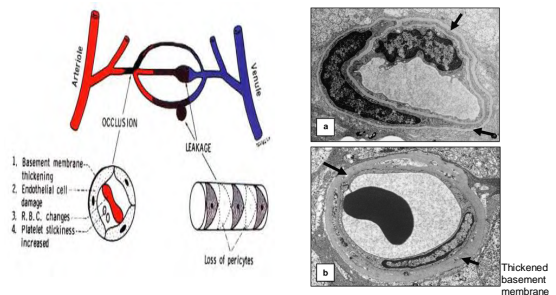 Arteriole
Venule
OCCLUSION
LEAKAGE
1. Basement membrane
thickening
2. Endothelial cell
damage
3. R.B.C. changes
4. Platelet stickiness
increased
Loss of pericytes
a
b
Thickened
basement
membrane